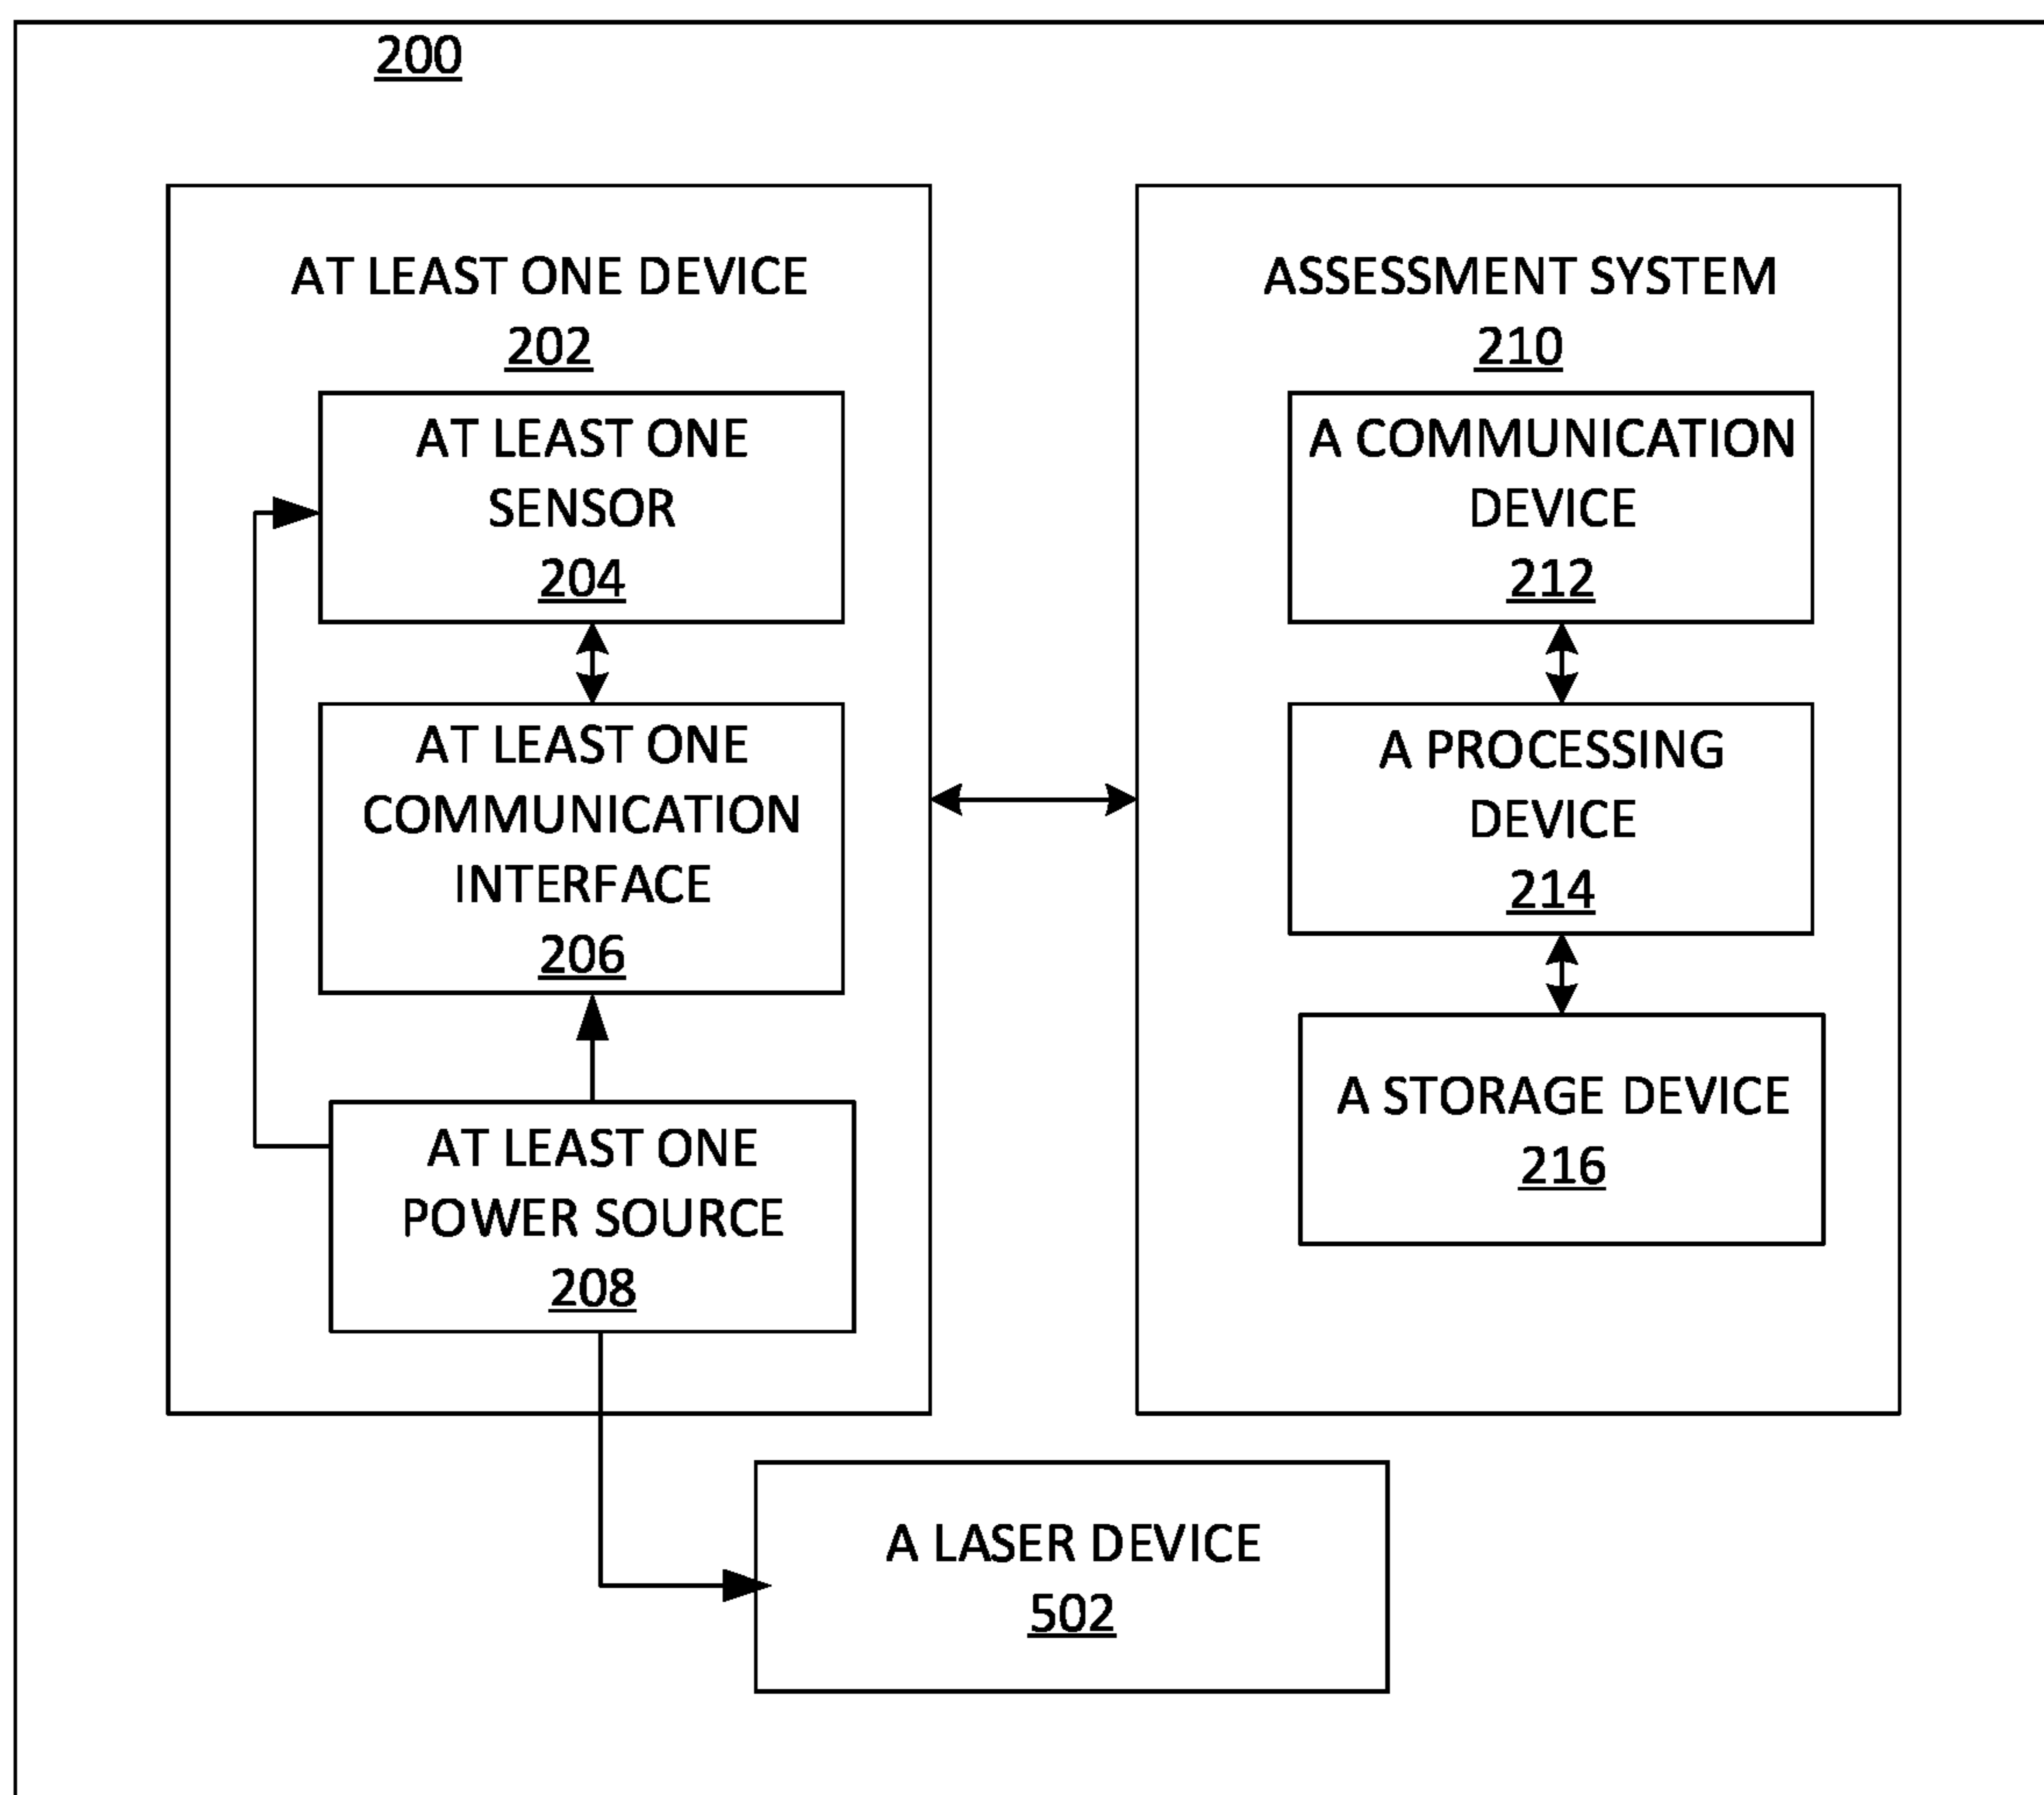 200
AT LEAST ONE DEVICE
202
AT LEAST ONE
SENSOR
204
AT LEAST ONE
COMMUNICATION
INTERFACE
206
AT LEAST ONE
POWER SOURCE
208
ASSESSMENT SYSTEM
210
A COMMUNICATION
DEVICE
212
A PROCESSING
DEVICE
214
A STORAGE DEVICE
216
A LASER DEVICE
502